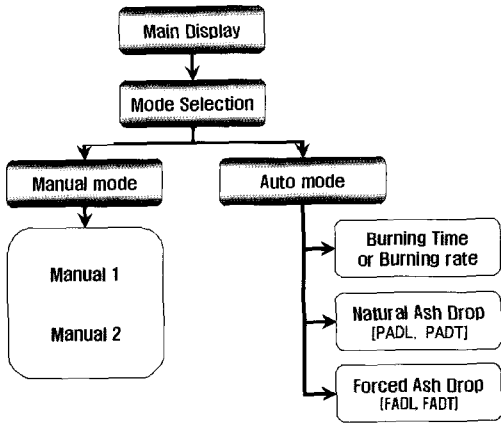 Main Display
Mode Selection
Manual mode
Auto mode
Manual 1
Manual 2
Burning Time
or Burning rate
Natural Ash Drop
[PADL, PADT]
Forced Ash Drop
[FADL, FADT]